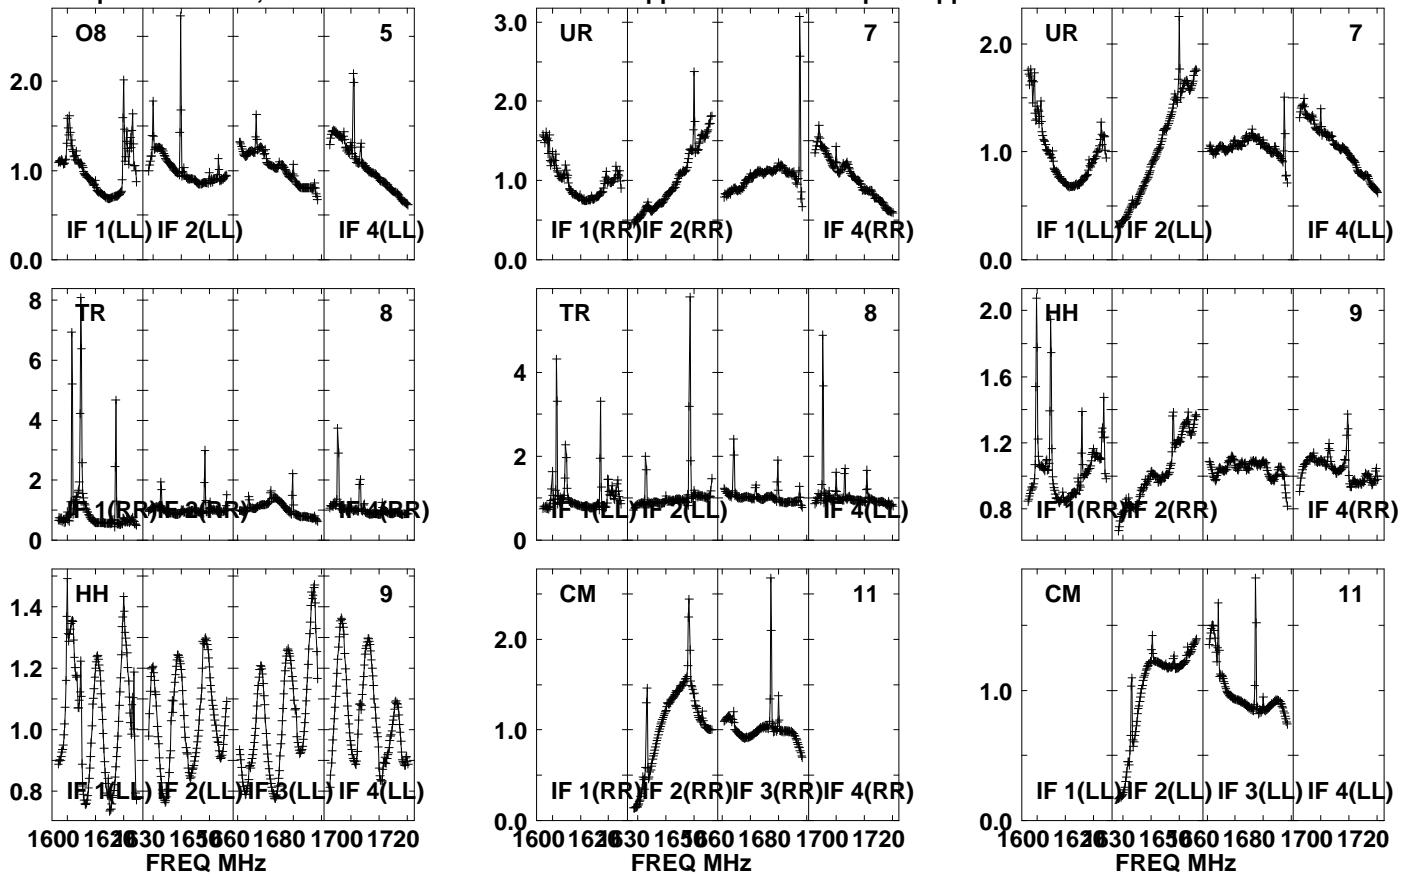 O8 5
2.0
1.0
0.0
IF 1(LL) IF 2(LL) IF 4(LL)
UR 7
3.0
2.0
1.0
0.0
IF 1(RR) IF 2(RR) IF 4(RR)
UR 7
2.0
1.0
0.0
IF 1(LL) IF 2(LL) IF 4(LL)
TR 8
8
6
4
2
0
IF 1(RR) IF 2(RR) IF 4(RR)
TR 8
4
2
0
IF 1(LL) IF 2(LL) IF 4(LL)
HH 9
2.0
1.6
1.2
0.8
IF 1(RR) IF 2(RR) IF 4(RR)
HH 9
1.4
1.2
1.0
0.8
IF 1(LL) IF 2(LL) IF 3(LL) IF 4(LL)
1600 1620 1630 1650 1660 1700 1720
FREQ MHz
CM 11
2.0
1.0
0.0
IF 1(RR) IF 2(RR) IF 3(RR) IF 4(RR)
1600 1620 1630 1650 1660 1700 1720
FREQ MHz
CM 11
1.0
0.0
IF 1(LL) IF 2(LL) IF 3(LL) IF 4(LL)
1600 1620 1630 1650 1660 1700 1720
FREQ MHz